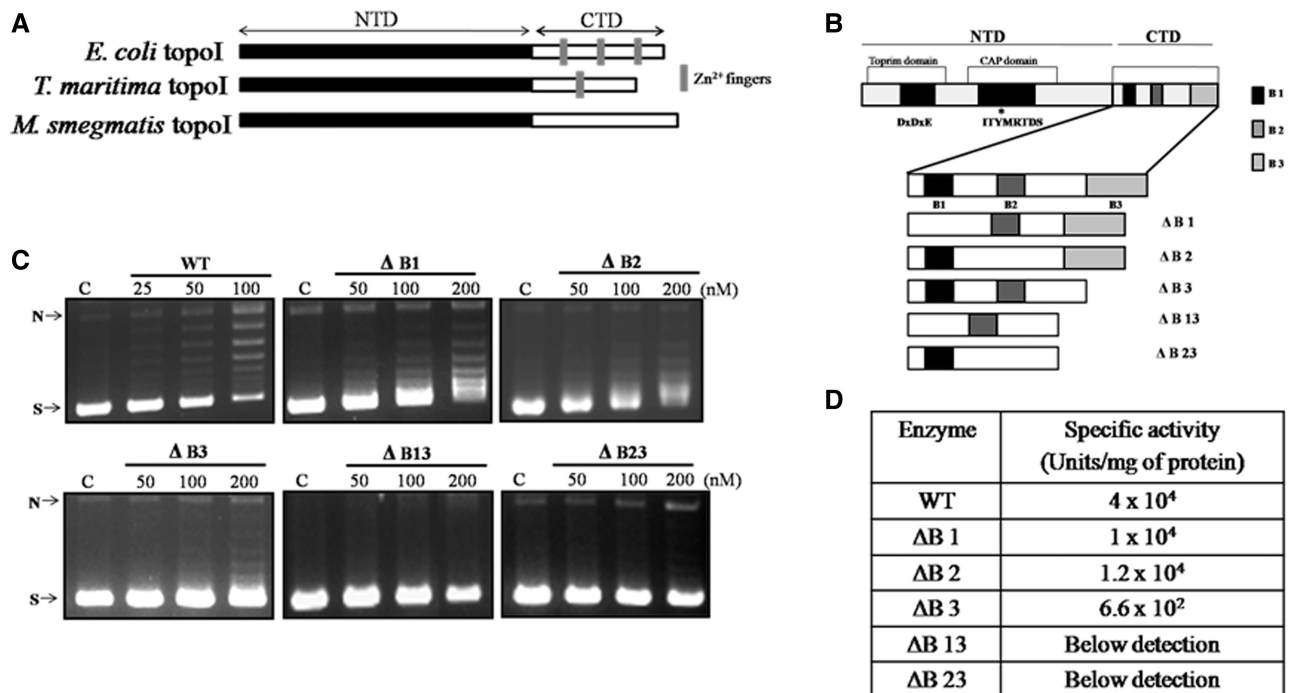 A
NTD
CTD
E. coli topoI
T. maritima topoI
M. smegmatis topoI
Zn²⁺ fingers
B
NTD
CTD
Toprim domain
CAP domain
DxDxE
*
ITYMRTDS
B 1
B 2
B 3
B1
B2
B3
Δ B 1
Δ B 2
Δ B 3
Δ B 13
Δ B 23
C
WT
C 25 50 100
N→
S→
Δ B1
C 50 100 200 (nM)
Δ B2
C 50 100 200 (nM)
Δ B3
C 50 100 200
N→
S→
Δ B13
C 50 100 200
Δ B23
C 50 100 200 (nM)
D
Enzyme
Specific activity
(Units/mg of protein)
WT 4 x 10⁴
ΔB 1 1 x 10⁴
ΔB 2 1.2 x 10⁴
ΔB 3 6.6 x 10²
ΔB 13 Below detection
ΔB 23 Below detection